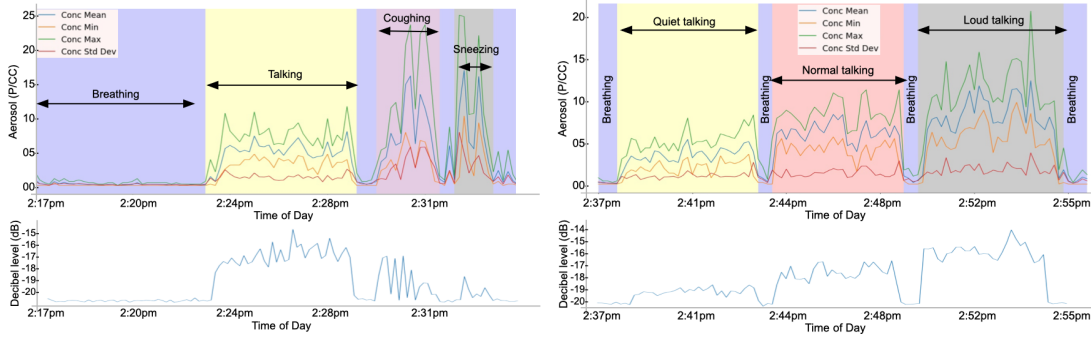 Conc Mean
Conc Min
Conc Max
Conc Std Dev
Coughing
Sneezing
Talking
Breathing
Aerosol (P/CC)
25
20
15
10
05
00
2:17pm
2:20pm
2:24pm
2:28pm
2:31pm
Time of Day
Decibel level (dB)
-15
-16
-17
-18
-19
-20
2:17pm
2:20pm
2:24pm
2:28pm
2:31pm
Time of Day
Conc Mean
Conc Min
Conc Max
Conc Std Dev
Quiet talking
Loud talking
Normal talking
Breathing
Breathing
Breathing
Breathing
Aerosol (P/CC)
20
15
10
05
00
2:37pm
2:41pm
2:44pm
2:48pm
2:52pm
2:55pm
Time of Day
Decibel level (dB)
-14
-15
-16
-17
-18
-19
-20
2:37pm
2:41pm
2:44pm
2:48pm
2:52pm
2:55pm
Time of Day